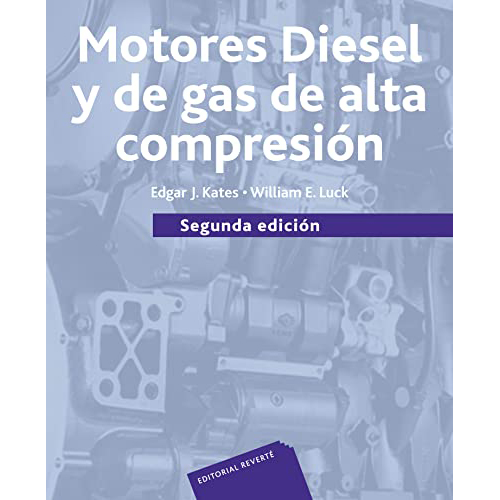 Motores Diesel
y de gas de alta
compresión
Edgar J. Kates • William E. Luck
Segunda edición
EDITORIAL REVERTÉ